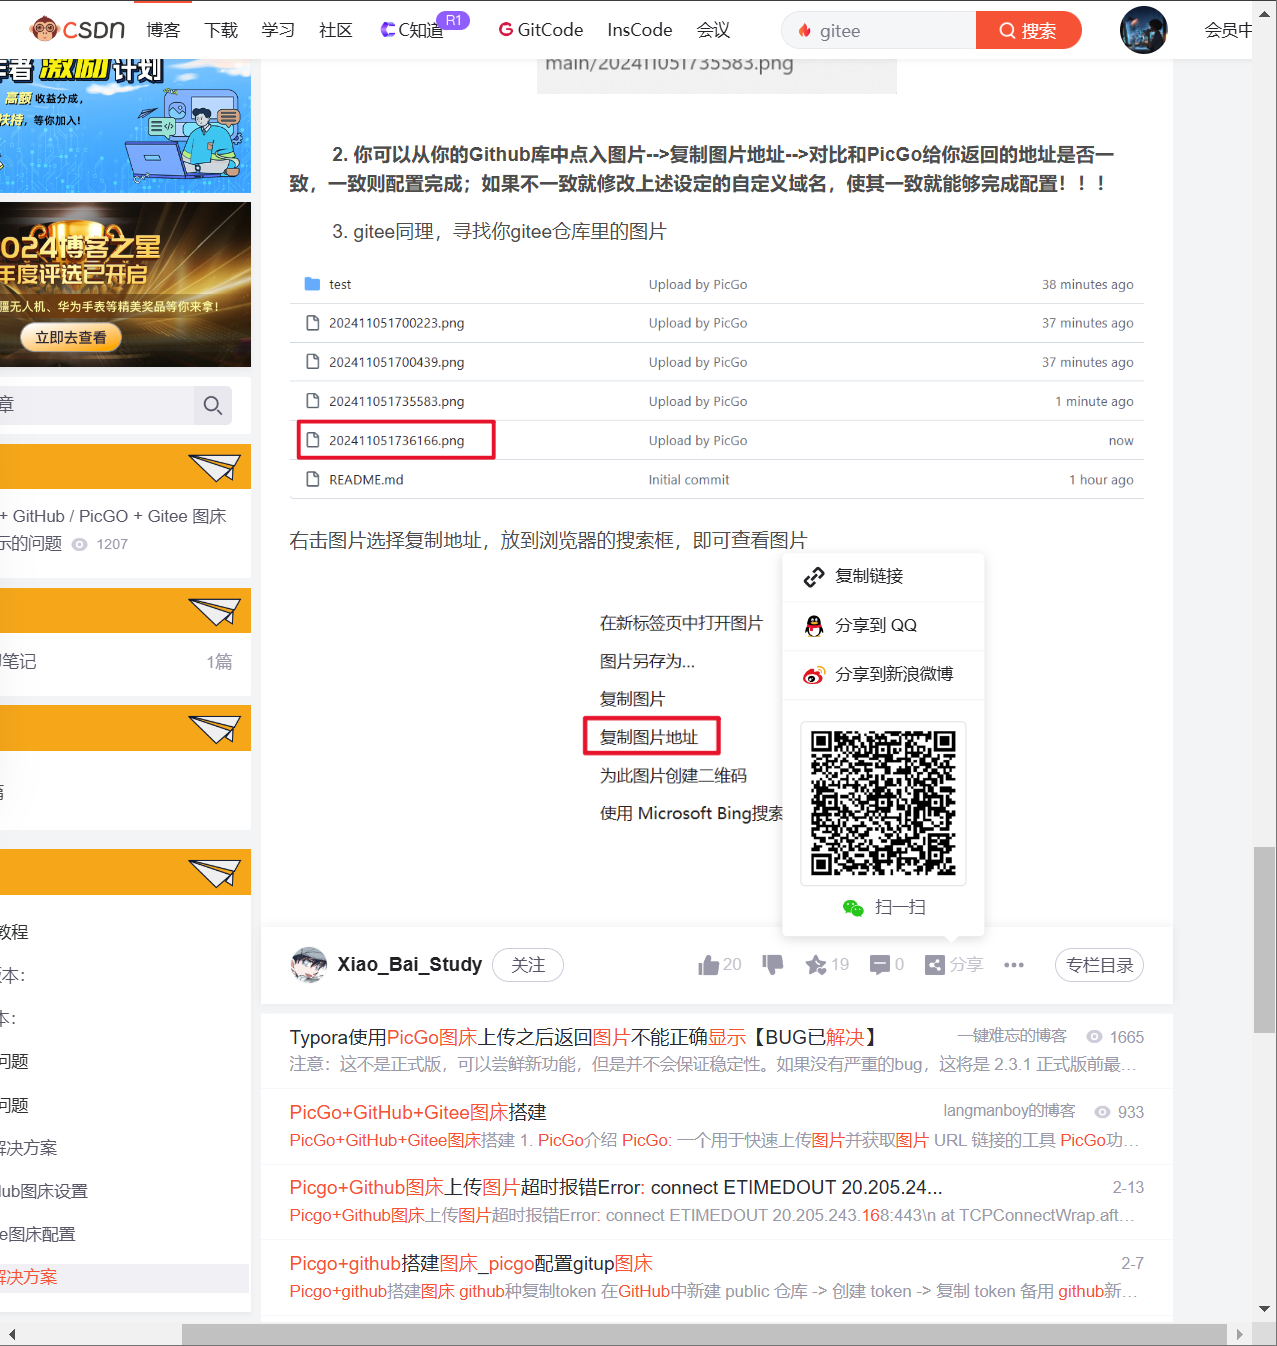 CSDN 博客 下载 学习 社区 C知道 R1 GitCode InsCode 会议 gitee 搜索 会员中
者激励计划
高额 收益分成，
扶持，等你加入！
024博客之星
年度评选已开启
疆无人机、华为手表等精美奖品等你来拿！
立即去查看
章
+ GitHub / PicGO + Gitee 图床
示的问题 1207
笔记 1篇
教程
本：
本：
问题
问题
解决方案
ub图床设置
e图床配置
解决方案
main/202411051735583.png
2. 你可以从你的Github库中点入图片-->复制图片地址-->对比和PicGo给你返回的地址是否一
致，一致则配置完成；如果不一致就修改上述设定的自定义域名，使其一致就能够完成配置！！！
3. gitee同理，寻找你gitee仓库里的图片
test Upload by PicGo 38 minutes ago
202411051700223.png Upload by PicGo 37 minutes ago
202411051700439.png Upload by PicGo 37 minutes ago
202411051735583.png Upload by PicGo 1 minute ago
202411051736166.png Upload by PicGo now
README.md Initial commit 1 hour ago
右击图片选择复制地址，放到浏览器的搜索框，即可查看图片
在新标签页中打开图片
图片另存为...
复制图片
复制图片地址
为此图片创建二维码
使用 Microsoft Bing搜索
复制链接
分享到 QQ
分享到新浪微博
扫一扫
Xiao_Bai_Study 关注 20 19 0 分享 专栏目录
Typora使用PicGo图床上传之后返回图片不能正确显示【BUG已解决】 一键难忘的博客 1665
注意：这不是正式版，可以尝鲜新功能，但是并不会保证稳定性。如果没有严重的bug，这将是 2.3.1 正式版前最…
PicGo+GitHub+Gitee图床搭建 langmanboy的博客 933
PicGo+GitHub+Gitee图床搭建 1. PicGo介绍 PicGo: 一个用于快速上传图片并获取图片 URL 链接的工具 PicGo功…
Picgo+Github图床上传图片超时报错Error: connect ETIMEDOUT 20.205.24... 2-13
Picgo+Github图床上传图片超时报错Error: connect ETIMEDOUT 20.205.243.168:443\n at TCPConnectWrap.aft…
Picgo+github搭建图床_picgo配置gitup图床 2-7
Picgo+github搭建图床 github种复制token 在GitHub中新建 public 仓库 -> 创建 token -> 复制 token 备用 github新…